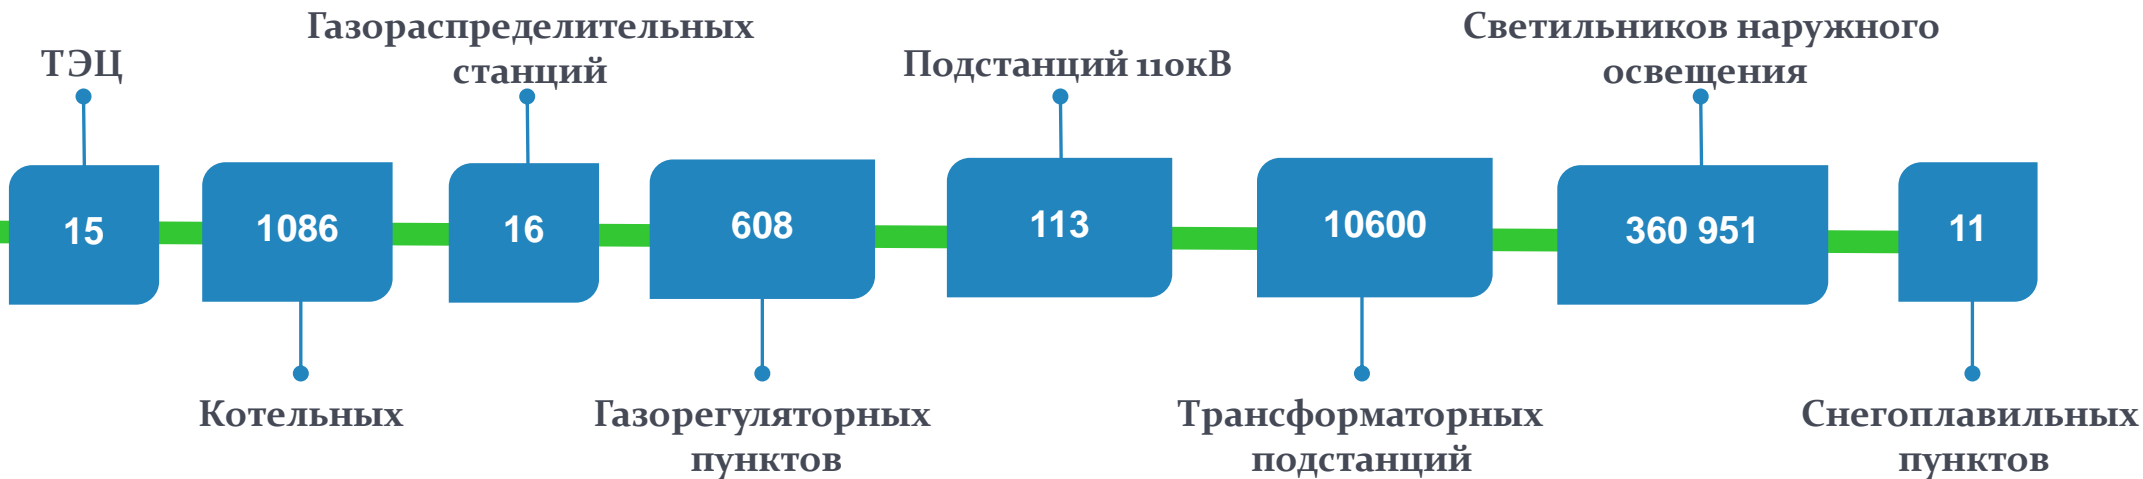 ТЭЦ
Газораспределительных
станций
Подстанций 110кВ
Светильников наружного
освещения
15
1086
16
608
113
10600
360 951
11
Котельных
Газорегуляторных
пунктов
Трансформаторных
подстанций
Снегоплавильных
пунктов